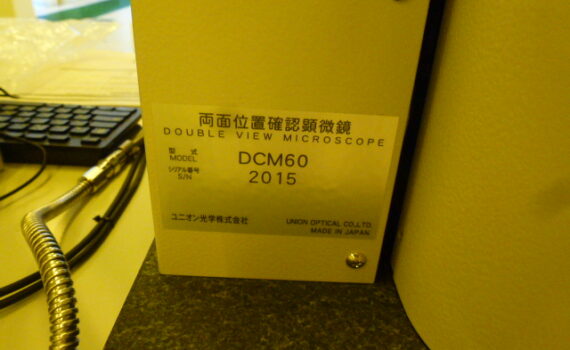 両面位置確認顕微鏡
DOUBLE VIEW MICROSCOPE
型 式
MODEL DCM60
シリアル番号
S/N 2015
ユニオン光学株式会社 UNION OPTICAL CO.,LTD.
MADE IN JAPAN